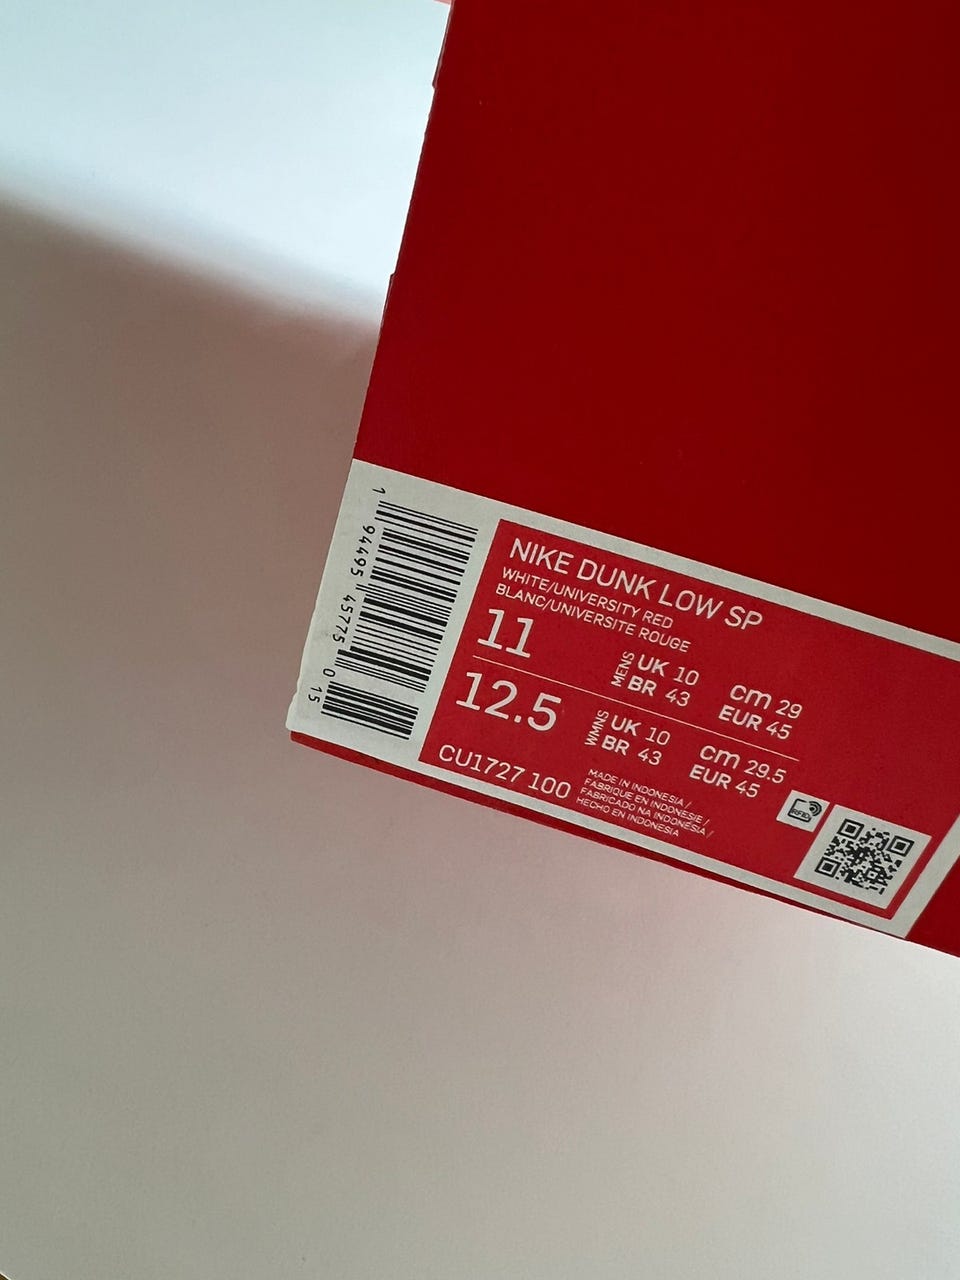 NIKE DUNK LOW SP
WHITE/UNIVERSITY RED
BLANC/UNIVERSITE ROUGE
11
MENS
UK 10
BR 43
cm 29
EUR 45
12.5
WMNS
UK 10
BR 43
cm 29.5
EUR 45
CU1727 100
MADE IN INDONESIA /
FABRIQUE EN INDONESIE /
FABRICADO NA INDONÉSIA /
HECHO EN INDONESIA
RFID
1 94495 45775 0 15